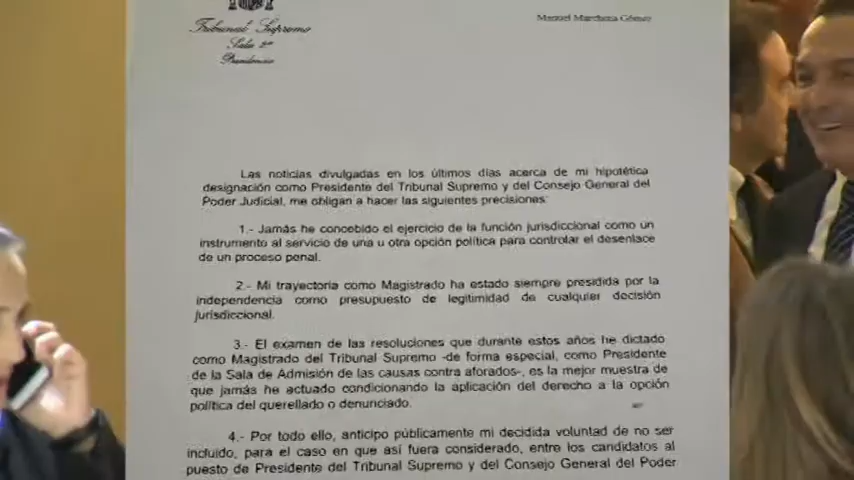 Tribunal Supremo
Sala 2ª
Presidencia
Manuel Marchena Gómez
Las noticias divulgadas en los últimos días acerca de mi hipotética
designación como Presidente del Tribunal Supremo y del Consejo General del
Poder Judicial, me obligan a hacer las siguientes precisiones:
1.- Jamás he concebido el ejercicio de la función jurisdiccional como un
instrumento al servicio de una u otra opción política para controlar el desenlace
de un proceso penal.
2.- Mi trayectoria como Magistrado ha estado siempre presidida por la
independencia como presupuesto de legitimidad de cualquier decisión
jurisdiccional.
3.- El examen de las resoluciones que durante estos años he dictado
como Magistrado del Tribunal Supremo -de forma especial, como Presidente
de la Sala de Admisión de las causas contra aforados-, es la mejor muestra de
que jamás he actuado condicionando la aplicación del derecho a la opción
política del querellado o denunciado.
4.- Por todo ello, anticipo públicamente mi decidida voluntad de no ser
incluido, para el caso en que así fuera considerado, entre los candidatos al
puesto de Presidente del Tribunal Supremo y del Consejo General del Poder